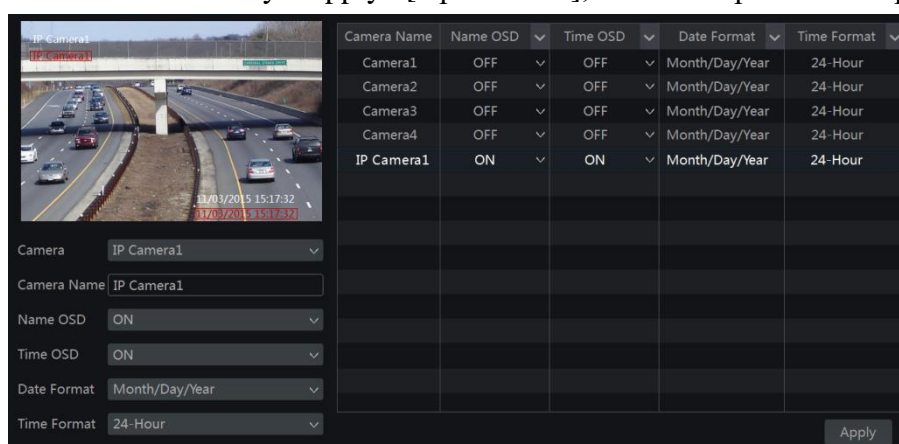 IP Camera1
IP Camera1
11/03/2015 15:17:32
11/03/2015 15:17:32
Camera IP Camera1
Camera Name IP Camera1
Name OSD ON
Time OSD ON
Date Format Month/Day/Year
Time Format 24-Hour
Camera Name Name OSD Time OSD Date Format Time Format
Camera1 OFF OFF Month/Day/Year 24-Hour
Camera2 OFF OFF Month/Day/Year 24-Hour
Camera3 OFF OFF Month/Day/Year 24-Hour
Camera4 OFF OFF Month/Day/Year 24-Hour
IP Camera1 ON ON Month/Day/Year 24-Hour
Apply